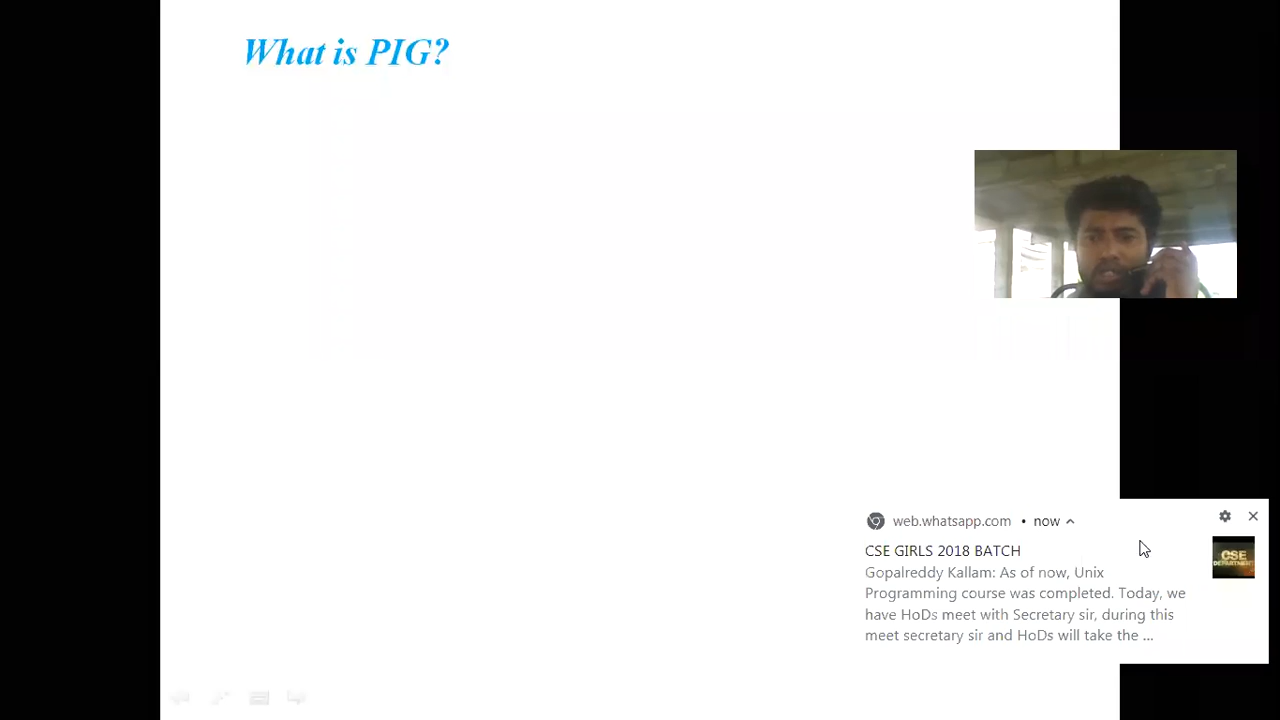 What is PIG?
web.whatsapp.com • now
CSE GIRLS 2018 BATCH
Gopalreddy Kallam: As of now, Unix
Programming course was completed. Today, we
have HoDs meet with Secretary sir, during this
meet secretary sir and HoDs will take the ...
CSE
DEPARTMENT